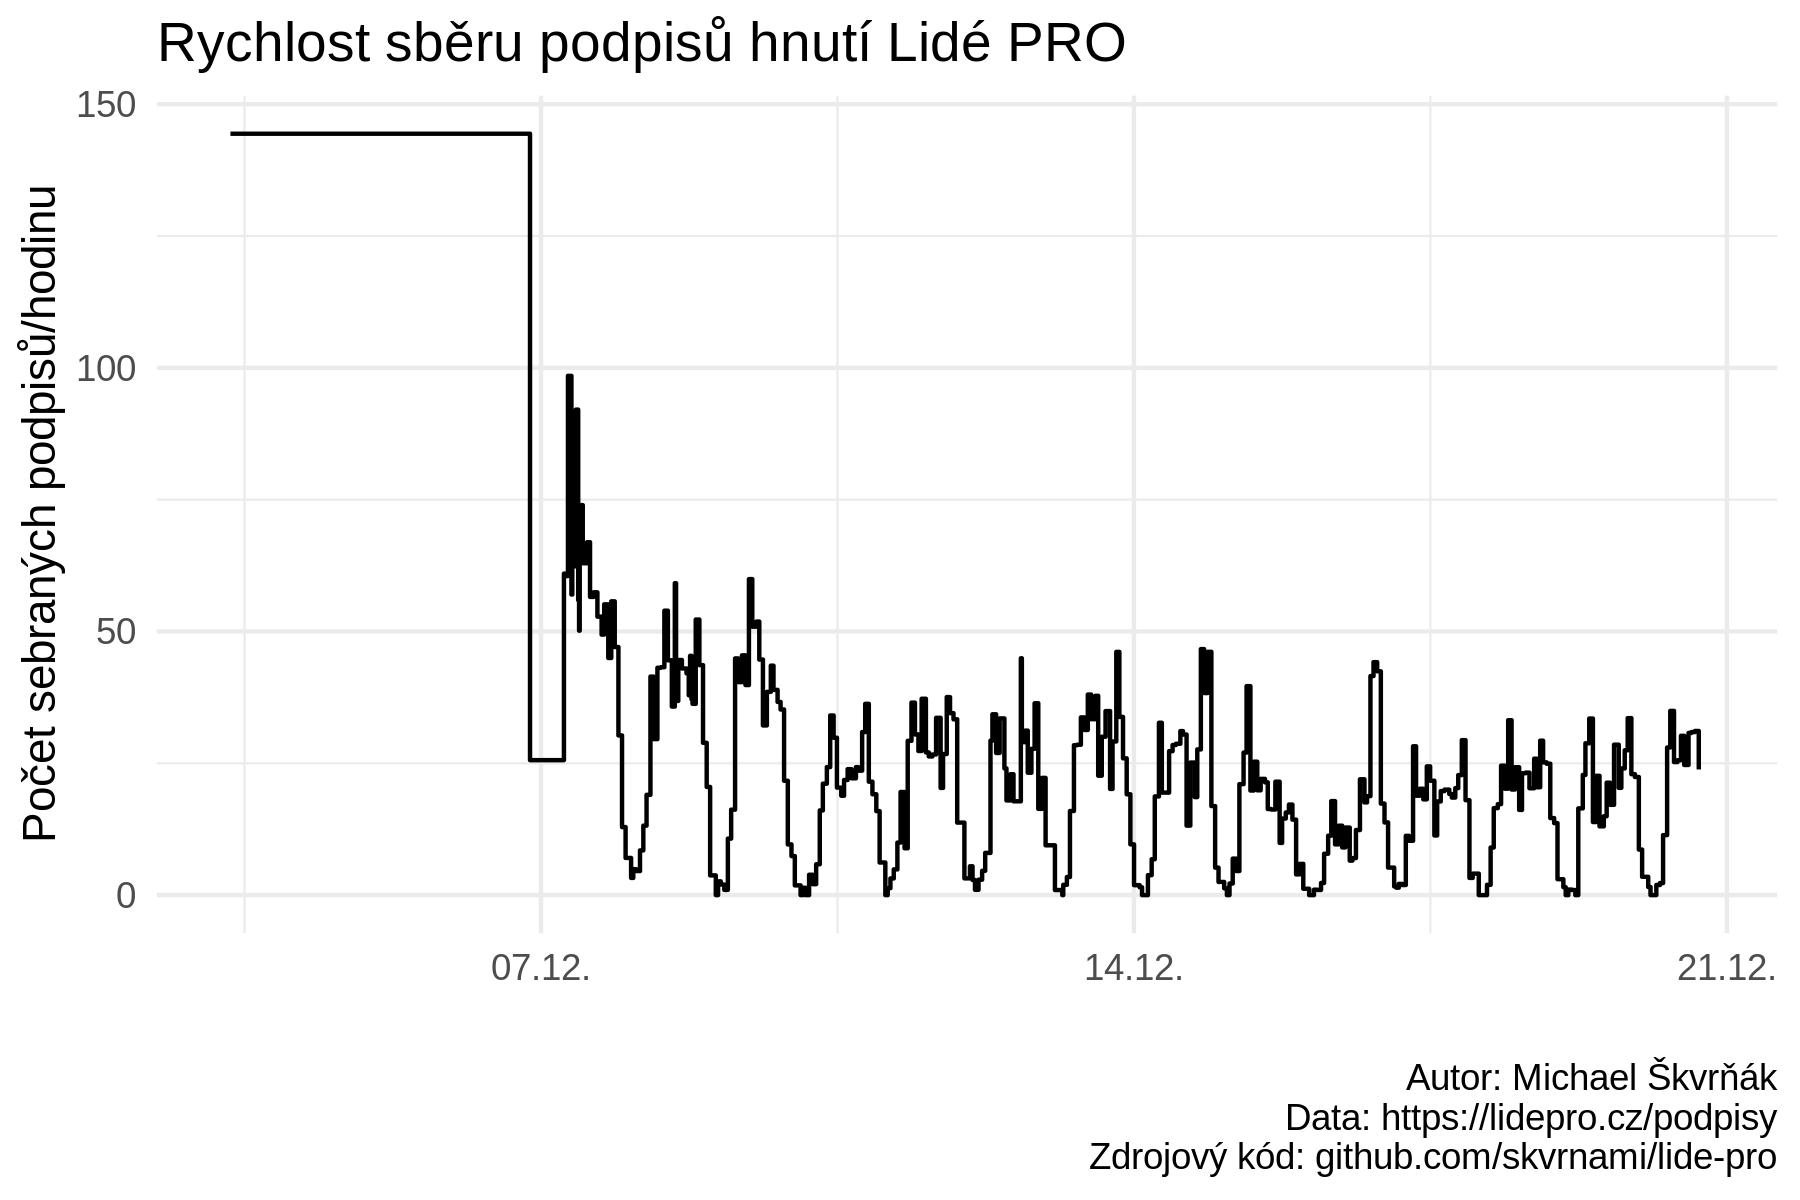 Rychlost sběru podpisů hnutí Lidé PRO
Počet sebraných podpisů/hodinu
150
100
50
0
07.12.
14.12.
21.12.
Autor: Michael Škvrňák
Data: https://lidepro.cz/podpisy
Zdrojový kód: github.com/skvrnami/lide-pro